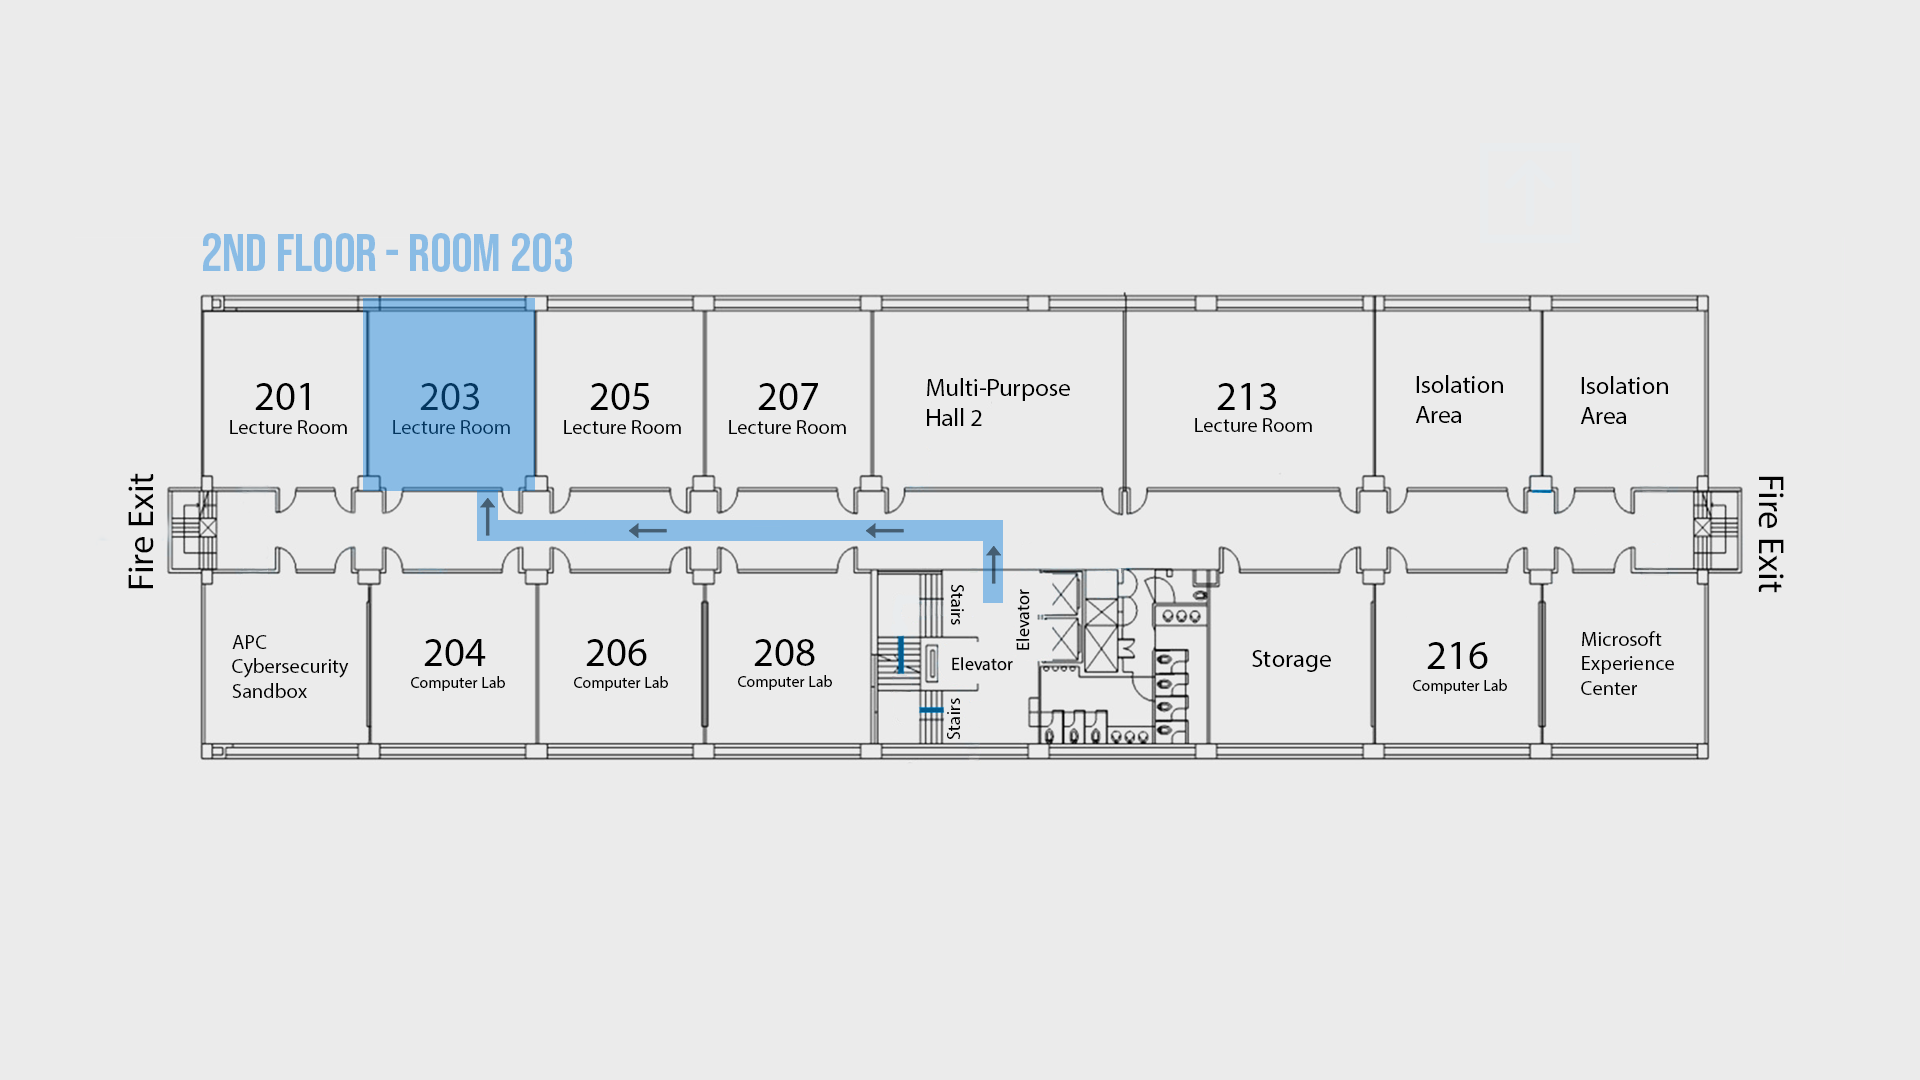 2ND FLOOR - ROOM 203
201
Lecture Room
203
Lecture Room
205
Lecture Room
207
Lecture Room
Multi-Purpose
Hall 2
213
Lecture Room
Isolation
Area
Isolation
Area
Fire Exit
Fire Exit
APC
Cybersecurity
Sandbox
204
Computer Lab
206
Computer Lab
208
Computer Lab
Stairs
Elevator
Elevator
Stairs
Storage
216
Computer Lab
Microsoft
Experience
Center